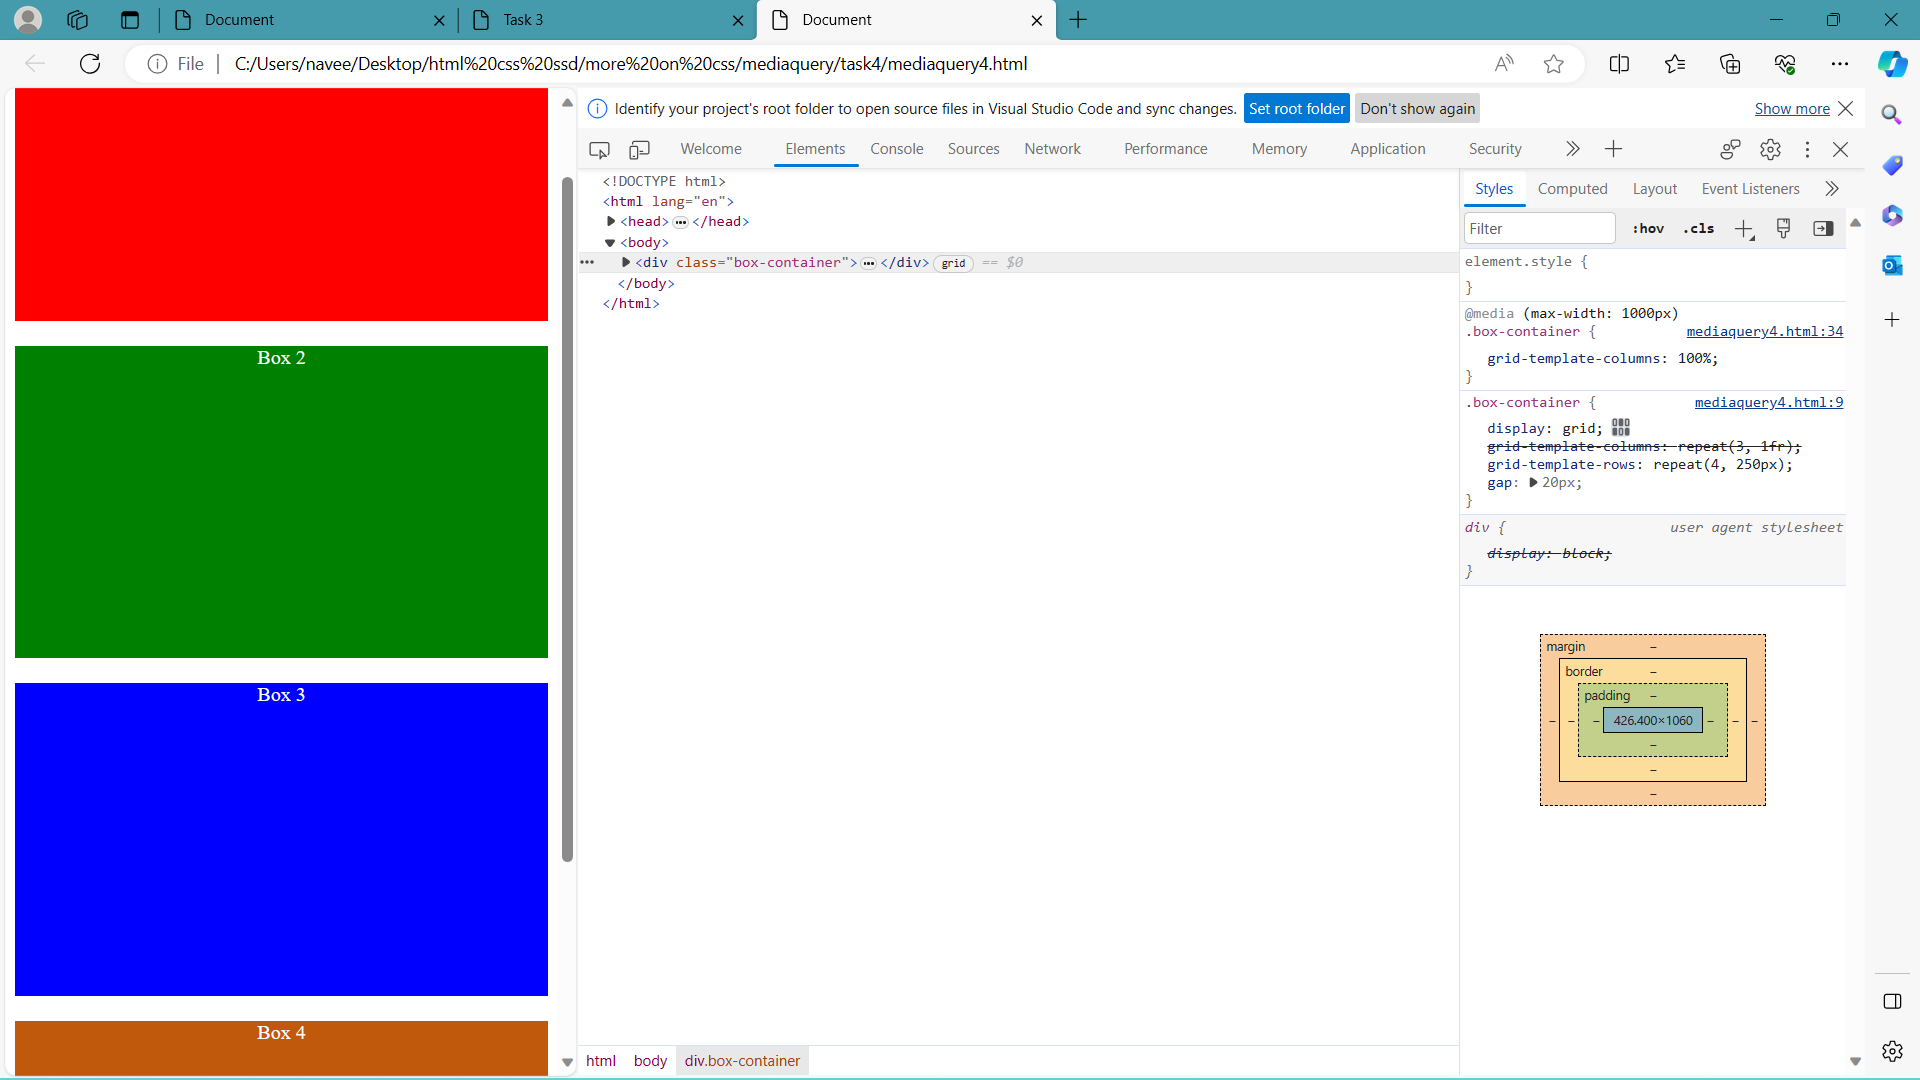 Document
Task 3
Document
File
C:/Users/navee/Desktop/html%20css%20ssd/more%20on%20css/mediaquery/task4/mediaquery4.html
Identify your project's root folder to open source files in Visual Studio Code and sync changes. Set root folder Don't show again Show more
Welcome Elements Console Sources Network Performance Memory Application Security
<!DOCTYPE html>
<html lang="en">
<head>…</head>
<body>
<div class="box-container">…</div> grid == $0
</body>
</html>
Styles Computed Layout Event Listeners
Filter :hov .cls
element.style {
}
@media (max-width: 1000px)
.box-container { mediaquery4.html:34
grid-template-columns: 100%;
}
.box-container { mediaquery4.html:9
display: grid;
grid-template-columns: repeat(3, 1fr);
grid-template-rows: repeat(4, 250px);
gap: 20px;
}
div { user agent stylesheet
display: block;
}
margin –
border –
padding –
– – – 426.400×1060 – – –
–
–
–
Box 2
Box 3
Box 4
html body div.box-container